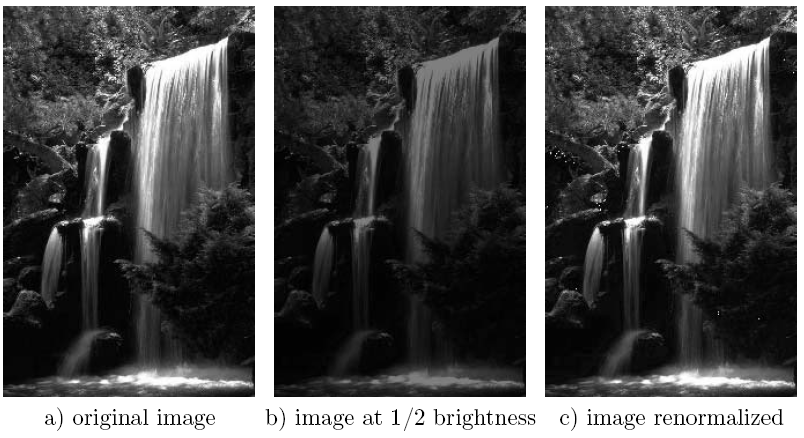 a) original image b) image at 1/2 brightness c) image renormalized